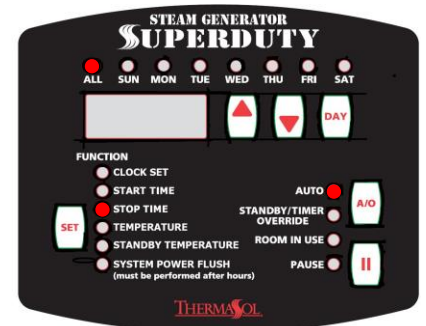 STEAM GENERATOR
SUPERDUTY
ALL SUN MON TUE WED THU FRI SAT
DAY
FUNCTION
CLOCK SET
START TIME
STOP TIME
TEMPERATURE
STANDBY TEMPERATURE
SYSTEM POWER FLUSH
(must be performed after hours)
SET
AUTO
STANDBY/TIMER
OVERRIDE
ROOM IN USE
PAUSE
A/O
THERMASOL